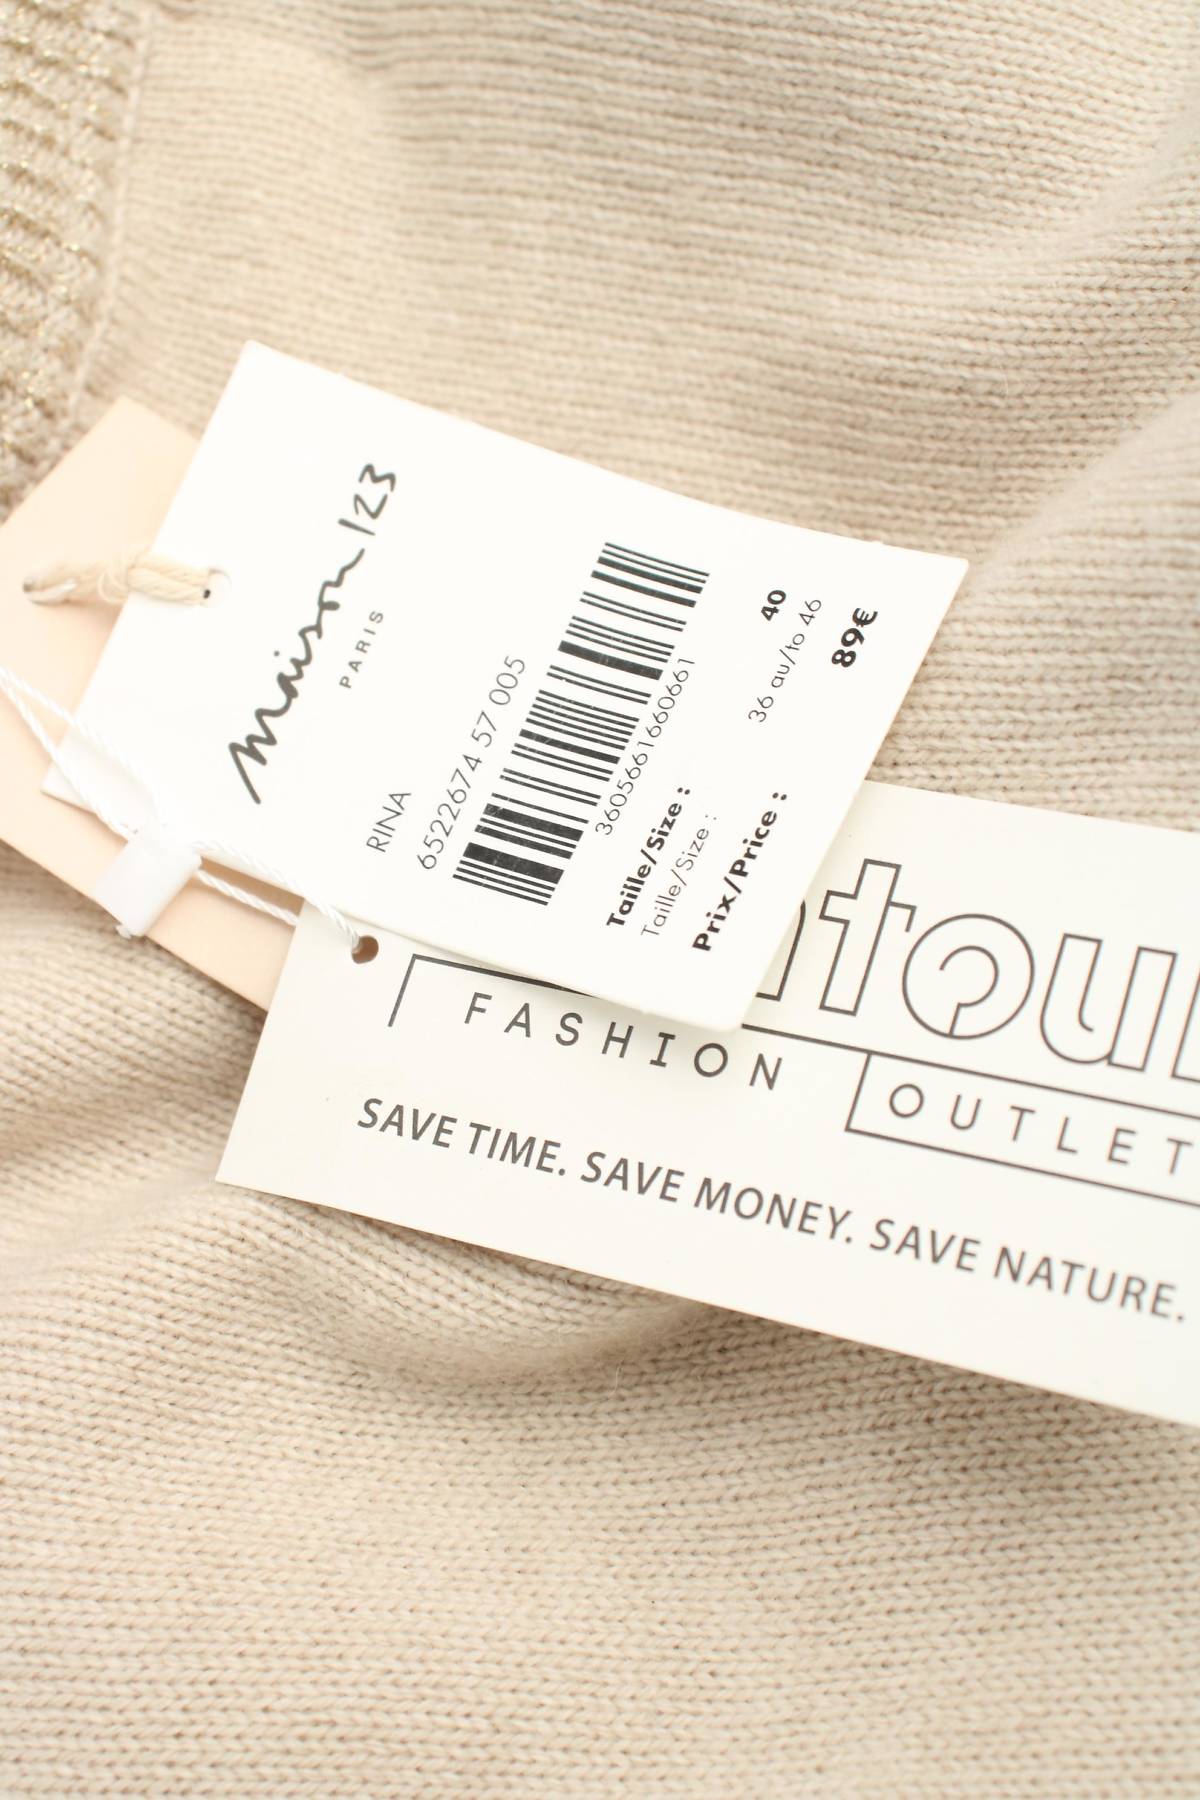 maison 123
PARIS
RINA
6522674 57 005
3605661660661
Taille/Size : 40
Taille/Size : 36 au/to 46
Prix/Price : 89€
FASHION
OUTLET
SAVE TIME. SAVE MONEY. SAVE NATURE.